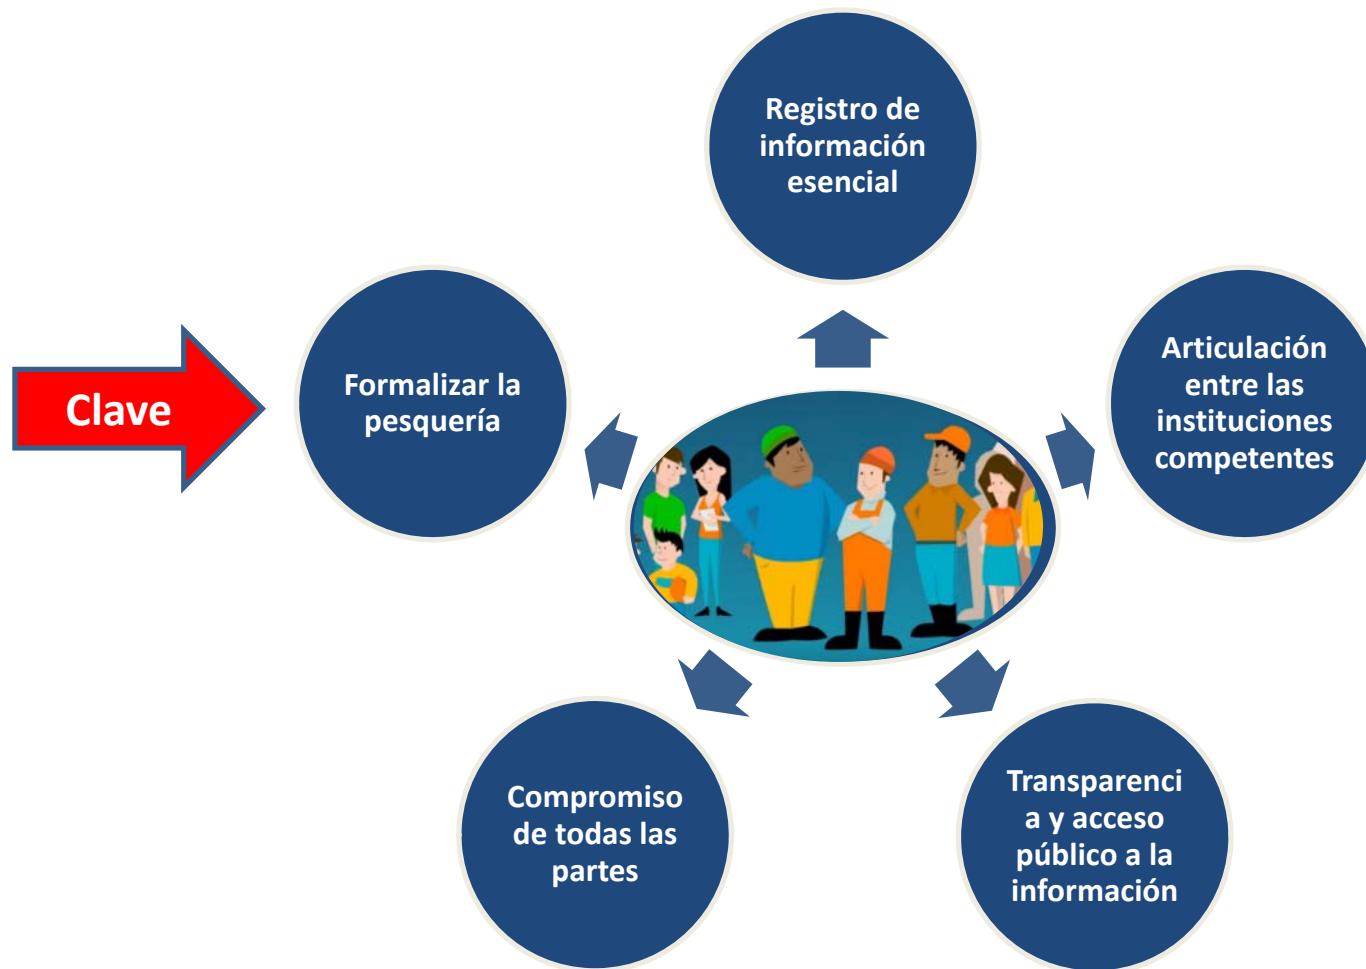 Registro de
información
esencial
Clave
Formalizar la
pesquería
Articulación
entre las
instituciones
competentes
Compromiso
de todas las
partes
Transparenci
a y acceso
público a la
información